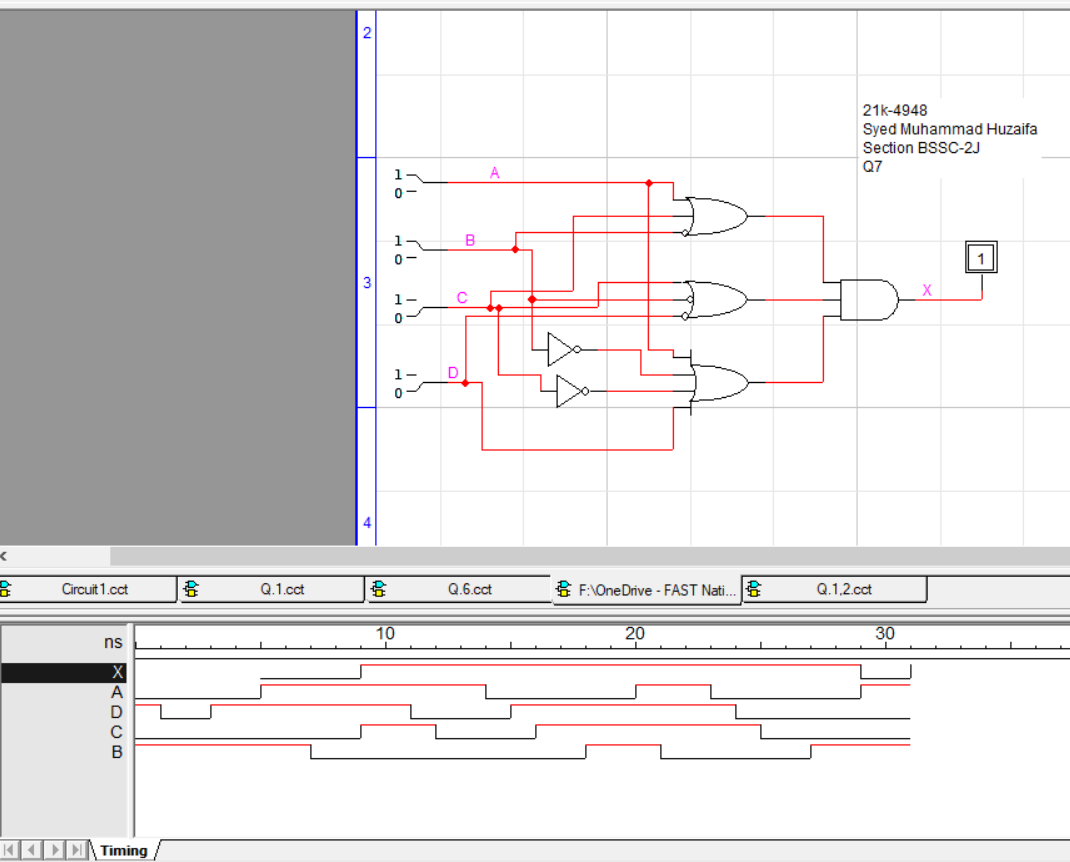 2
21k-4948
Syed Muhammad Huzaifa
Section BSSC-2J
Q7
1
A
0
1
B
0
1
3
1
C
X
0
1
D
0
4
Circuit1.cct
Q.1.cct
Q.6.cct
F:\OneDrive - FAST Nati...
Q.1,2.cct
ns
10
20
30
X
A
D
C
B
Timing